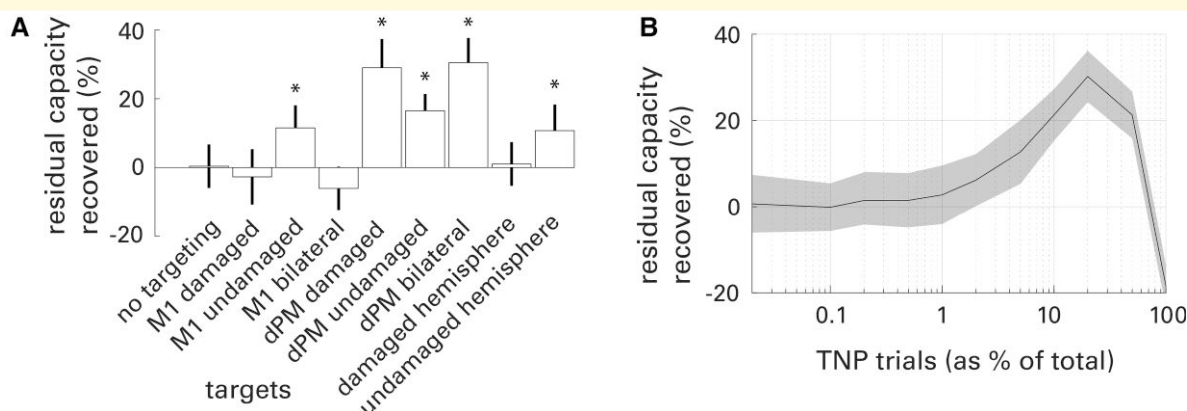 A
residual capacity
recovered (%)
40
20
0
-20
*
*
*
*
*
no targeting
M1 damaged
M1 undamaged
M1 bilateral
dPM damaged
dPM undamaged
dPM bilateral
damaged hemisphere
undamaged hemisphere
targets
B
residual capacity
recovered (%)
40
20
0
-20
0.1
1
10
100
TNP trials (as % of total)